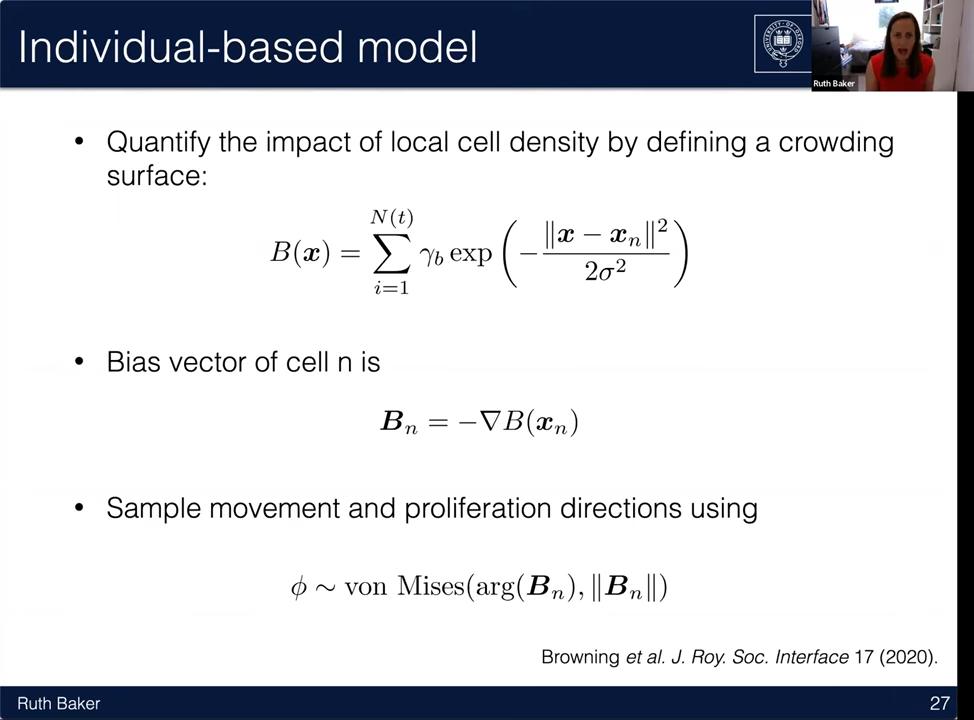 Individual-based model
Ruth Baker
• Quantify the impact of local cell density by defining a crowding
surface:
B(x) = \sum_{i=1}^{N(t)} γ_b exp(−‖x − x_n‖² / 2σ²)
• Bias vector of cell n is
B_n = −∇B(x_n)
• Sample movement and proliferation directions using
ϕ ∼ von Mises(arg(B_n), ‖B_n‖)
Browning et al. J. Roy. Soc. Interface 17 (2020).
Ruth Baker
27